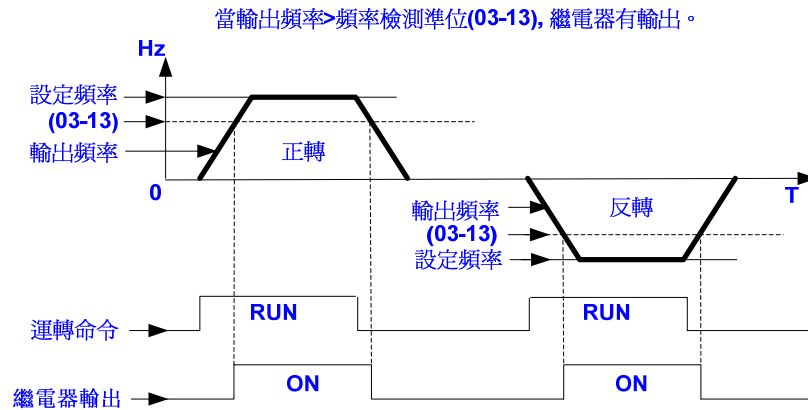 當輸出頻率>頻率檢測準位(03-13), 繼電器有輸出。
Hz
設定頻率
(03-13)
輸出頻率
正轉
0
T
反轉
輸出頻率
(03-13)
設定頻率
RUN
RUN
運轉命令
ON
ON
繼電器輸出